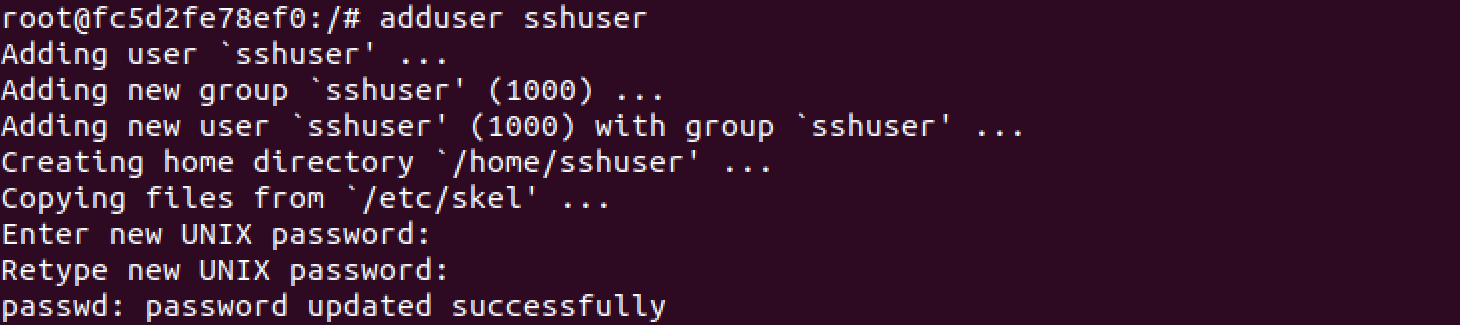 root@fc5d2fe78ef0:/# adduser sshuser
Adding user `sshuser' ...
Adding new group `sshuser' (1000) ...
Adding new user `sshuser' (1000) with group `sshuser' ...
Creating home directory `/home/sshuser' ...
Copying files from `/etc/skel' ...
Enter new UNIX password:
Retype new UNIX password:
passwd: password updated successfully